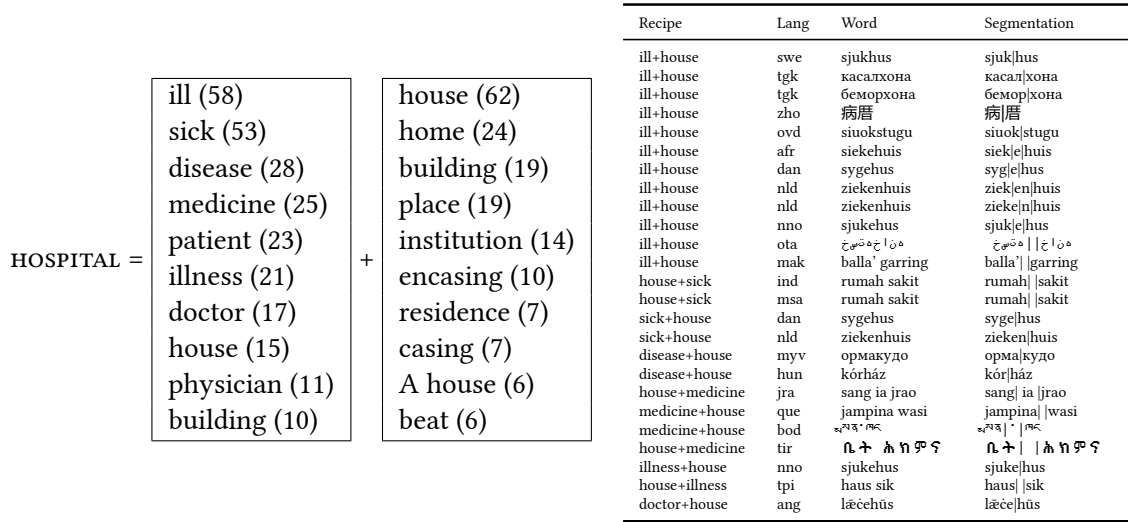 HOSPITAL =
ill (58)
sick (53)
disease (28)
medicine (25)
patient (23)
illness (21)
doctor (17)
house (15)
physician (11)
building (10)
+
house (62)
home (24)
building (19)
place (19)
institution (14)
encasing (10)
residence (7)
casing (7)
A house (6)
beat (6)
Recipe Lang Word Segmentation
ill+house swe sjukhus sjuk|hus
ill+house tgk касалхона касал|хона
ill+house tgk беморхона бемор|хона
ill+house zho 病厝 病|厝
ill+house ovd siuokstugu siuok|stugu
ill+house afr siekehuis siek|e|huis
ill+house dan sygehus syg|e|hus
ill+house nld ziekenhuis ziek|en|huis
ill+house nld ziekenhuis zieke|n|huis
ill+house nno sjukehus sjuk|e|hus
ill+house ota
ill+house mak balla’ garring balla’| |garring
house+sick ind rumah sakit rumah| |sakit
house+sick msa rumah sakit rumah| |sakit
sick+house dan sygehus syge|hus
sick+house nld ziekenhuis zieken|huis
disease+house myv ормакудо орма|кудо
disease+house hun kórház kór|ház
house+medicine jra sang ia jrao sang| ia |jrao
medicine+house que jampina wasi jampina| |wasi
medicine+house bod སྨན་ཁང སྨན|་|ཁང
house+medicine tir ቤት ሕክምና ቤት| |ሕክምና
illness+house nno sjukehus sjuke|hus
house+illness tpi haus sik haus| |sik
doctor+house ang lǣċehūs lǣċe|hūs